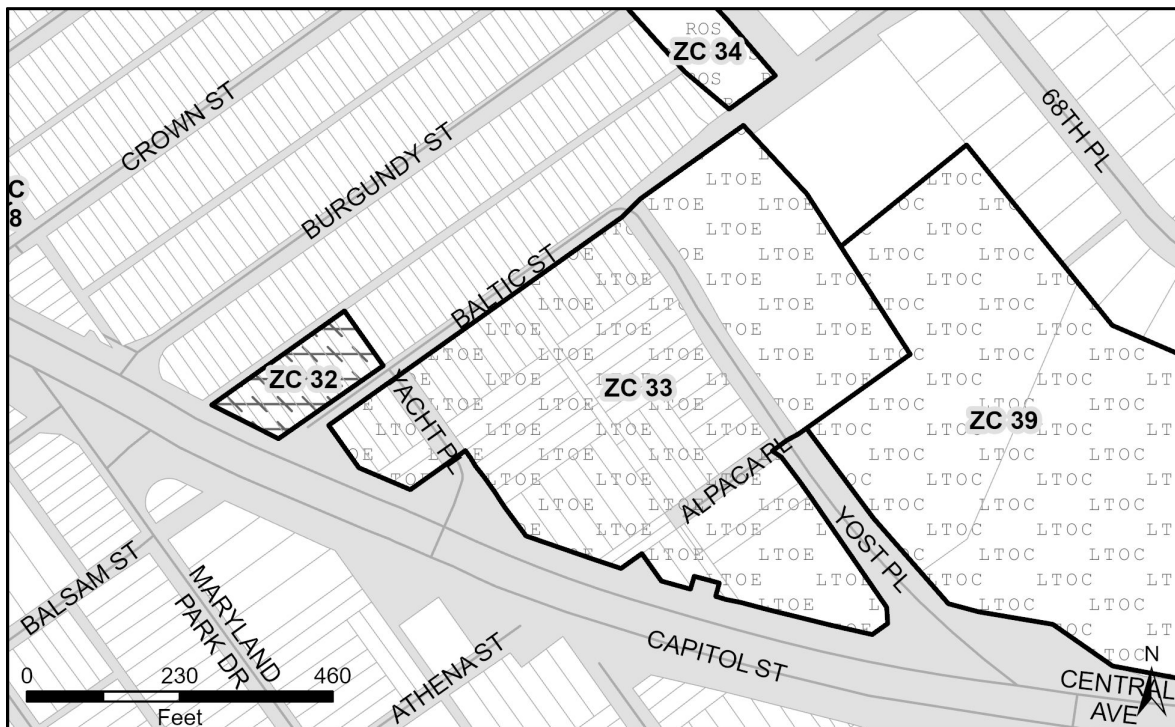 ROS
ZC 34
OS
CROWN ST
68TH PL
BURGUNDY ST
C
8
LTOE
LTOC
BALTIC ST
ZC 32
YACHT PL
ZC 33
ZC 39
ALPACA PL
YOST PL
BALSAM ST
MARYLAND
PARK DR
ATHENA ST
CAPITOL ST
CENTRAL
AVE
N
0 230 460
Feet